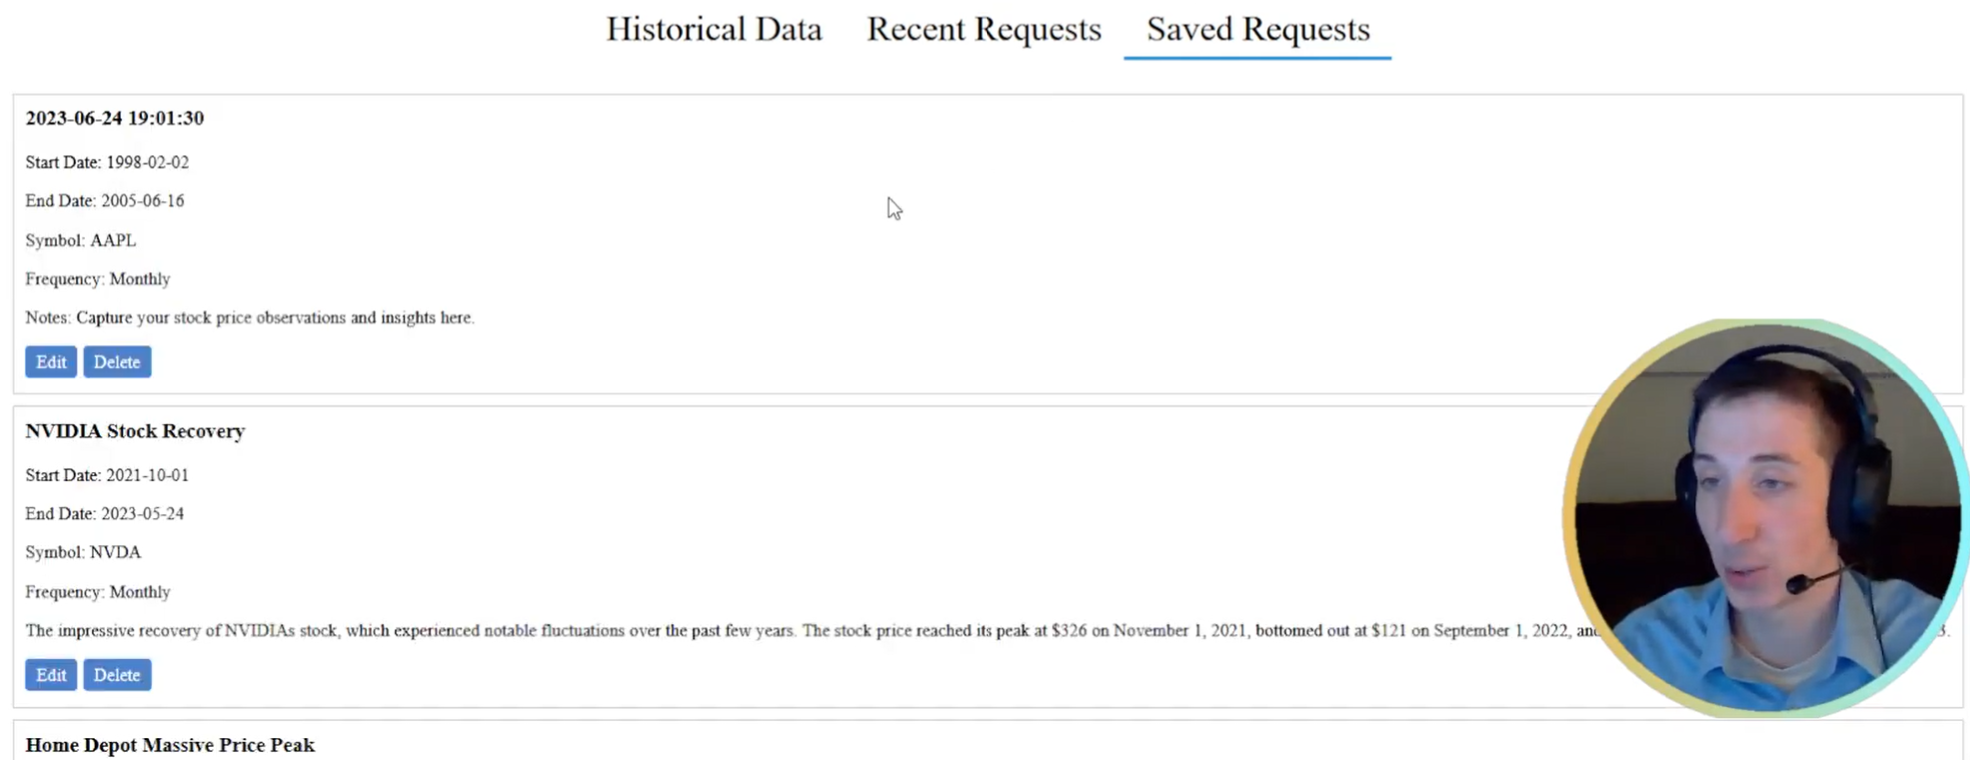 Historical Data Recent Requests Saved Requests
2023-06-24 19:01:30
Start Date: 1998-02-02
End Date: 2005-06-16
Symbol: AAPL
Frequency: Monthly
Notes: Capture your stock price observations and insights here.
Edit Delete
NVIDIA Stock Recovery
Start Date: 2021-10-01
End Date: 2023-05-24
Symbol: NVDA
Frequency: Monthly
The impressive recovery of NVIDIAs stock, which experienced notable fluctuations over the past few years. The stock price reached its peak at $326 on November 1, 2021, bottomed out at $121 on September 1, 2022,
Edit Delete
Home Depot Massive Price Peak